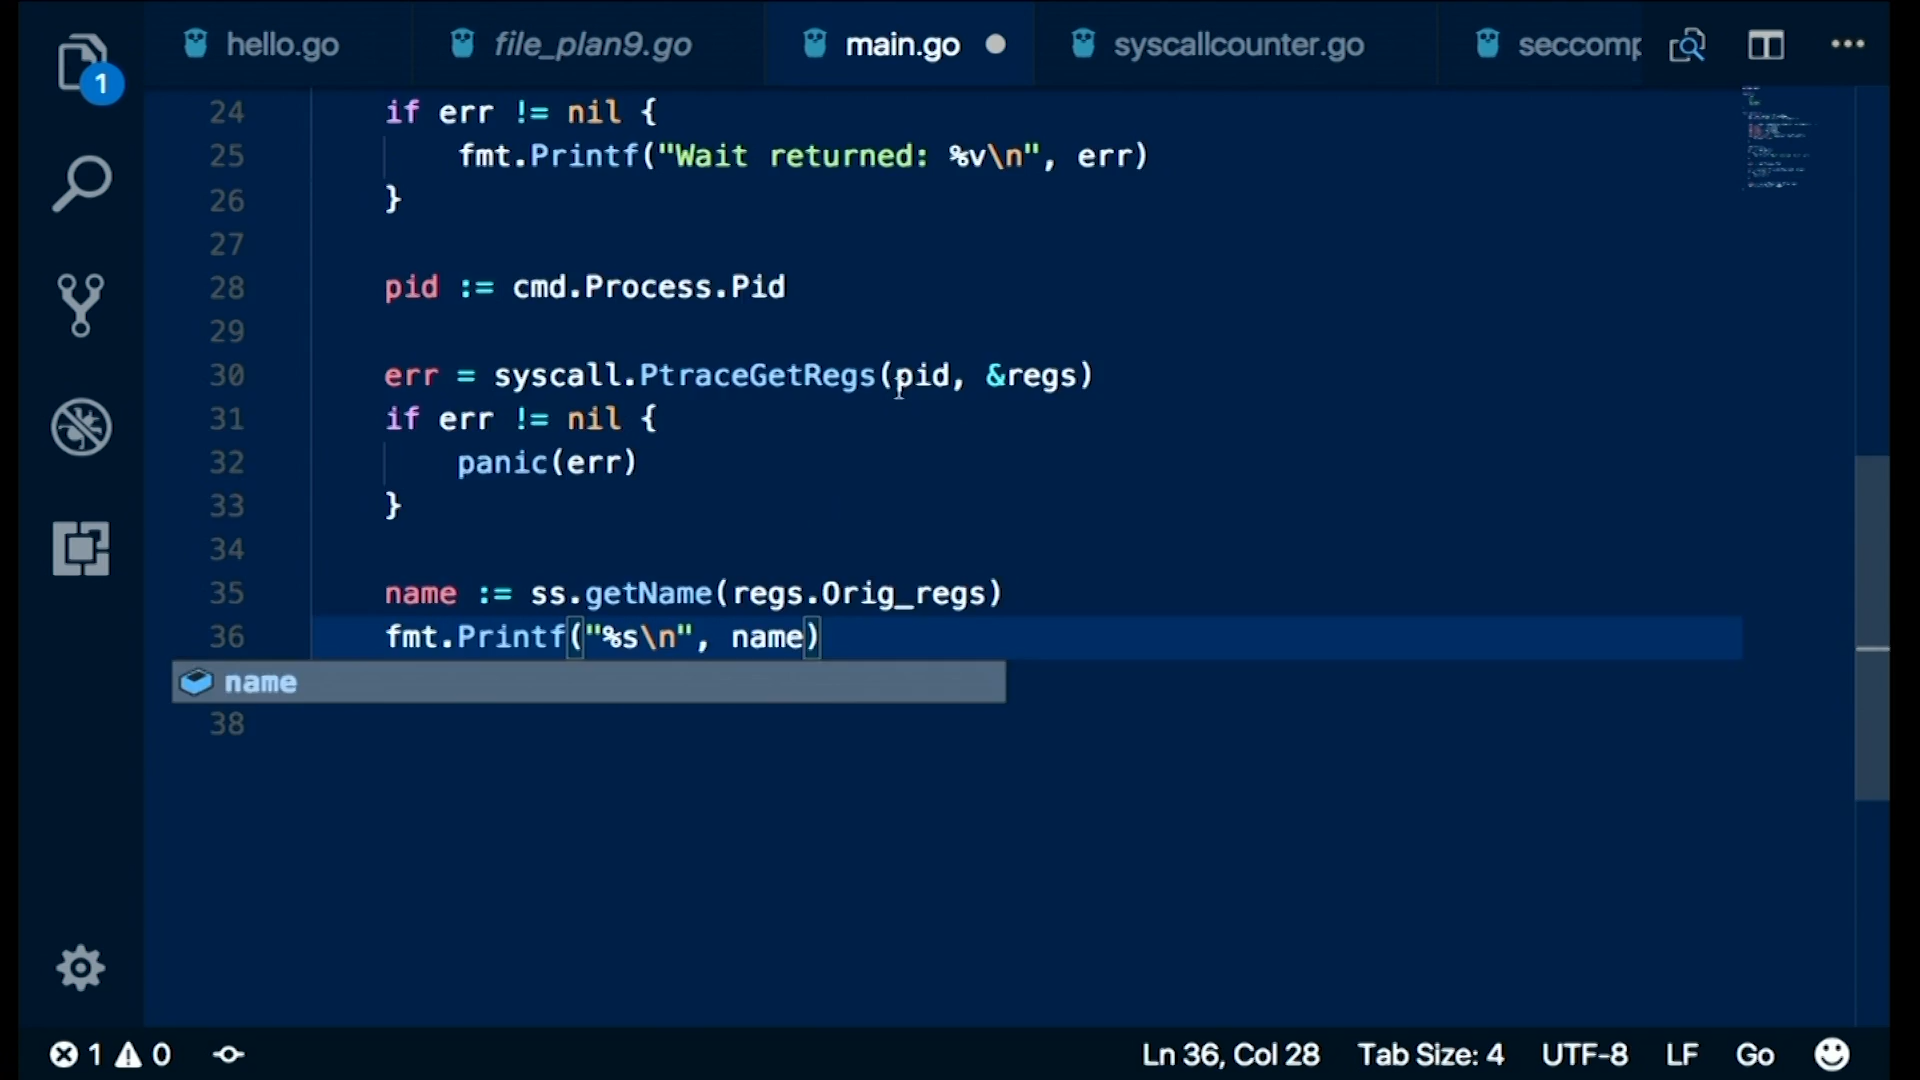 hello.go file_plan9.go main.go syscallcounter.go seccomp
1
24 if err != nil {
25 fmt.Printf("Wait returned: %v\n", err)
26 }
27
28 pid := cmd.Process.Pid
29
30 err = syscall.PtraceGetRegs(pid, &regs)
31 if err != nil {
32 panic(err)
33 }
34
35 name := ss.getName(regs.Orig_regs)
36 fmt.Printf("%s\n", name)
name
38
1 0 Ln 36, Col 28 Tab Size: 4 UTF-8 LF Go